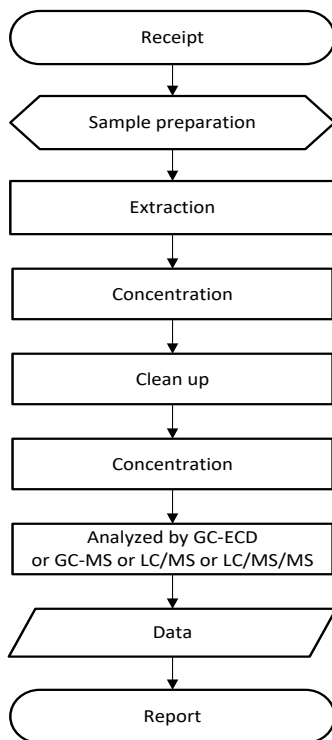 Receipt
Sample preparation
Extraction
Concentration
Clean up
Concentration
Analyzed by GC-ECD
or GC-MS or LC/MS or LC/MS/MS
Data
Report